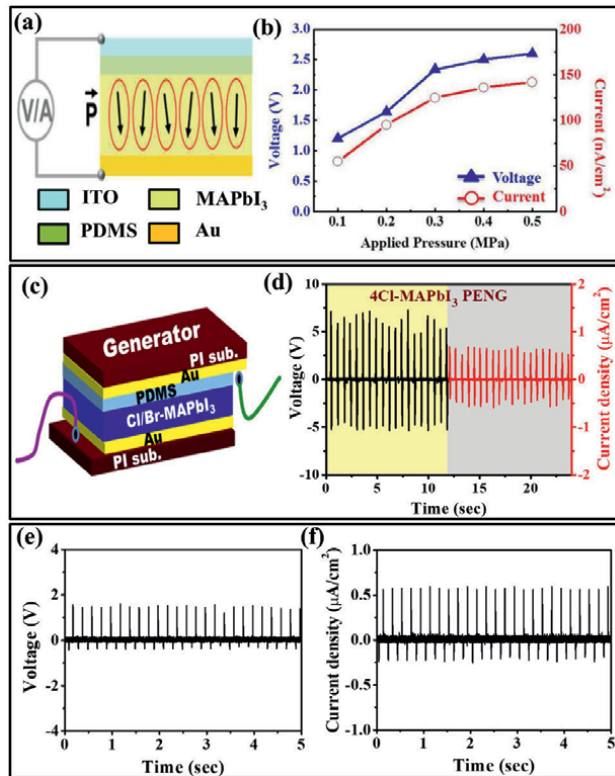 (a)
V/A
P
ITO
MAPbI₃
PDMS
Au
(b)
3.0
2.5
2.0
1.5
1.0
0.5
0.0
Voltage (V)
200
150
100
50
0
Current (nA/cm²)
Voltage
Current
0.1 0.2 0.3 0.4 0.5
Applied Pressure (MPa)
(c)
Generator
PI sub.
Au
PDMS
Cl/Br-MAPbI₃
Au
PI sub.
(d)
4Cl-MAPbI₃ PENG
10
5
0
-5
-10
Voltage (V)
2
1
0
-1
-2
Current density (µA/cm²)
0 5 10 15 20
Time (sec)
(e)
4
2
0
-2
-4
Voltage (V)
0 1 2 3 4 5
Time (sec)
(f)
1.0
0.5
0.0
-0.5
-1.0
Current density (µA/cm²)
0 1 2 3 4 5
Time (sec)